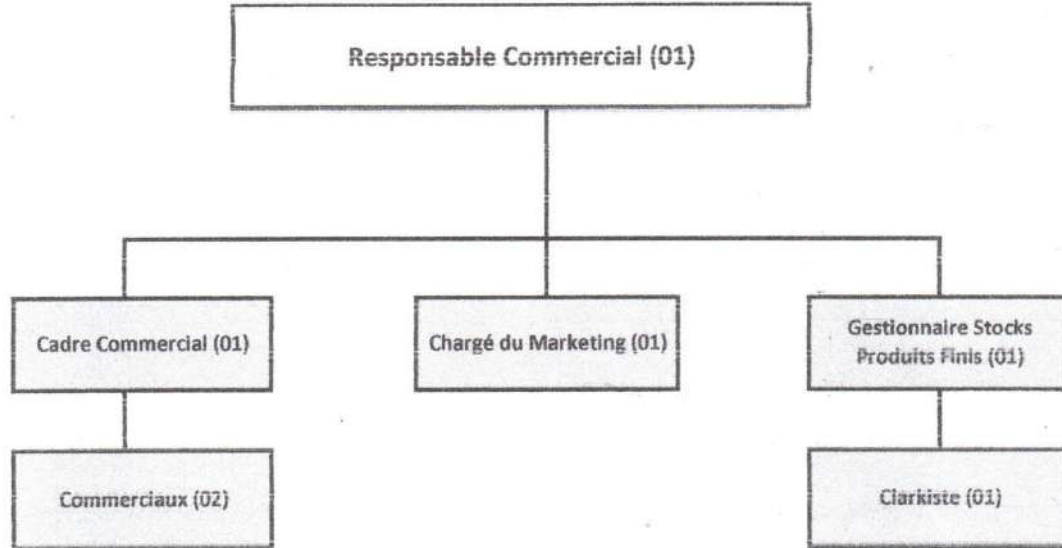 Responsable Commercial (01)
Cadre Commercial (01)
Chargé du Marketing (01)
Gestionnaire Stocks
Produits Finis (01)
Commerciaux (02)
Clarkiste (01)